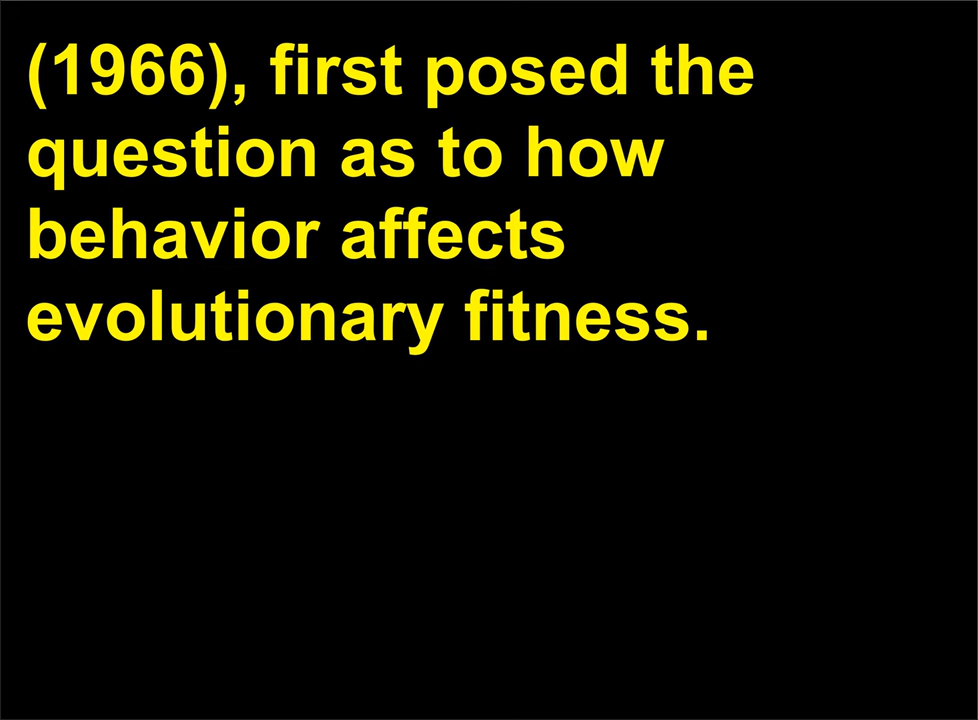 (1966), first posed the
question as to how
behavior affects
evolutionary fitness.